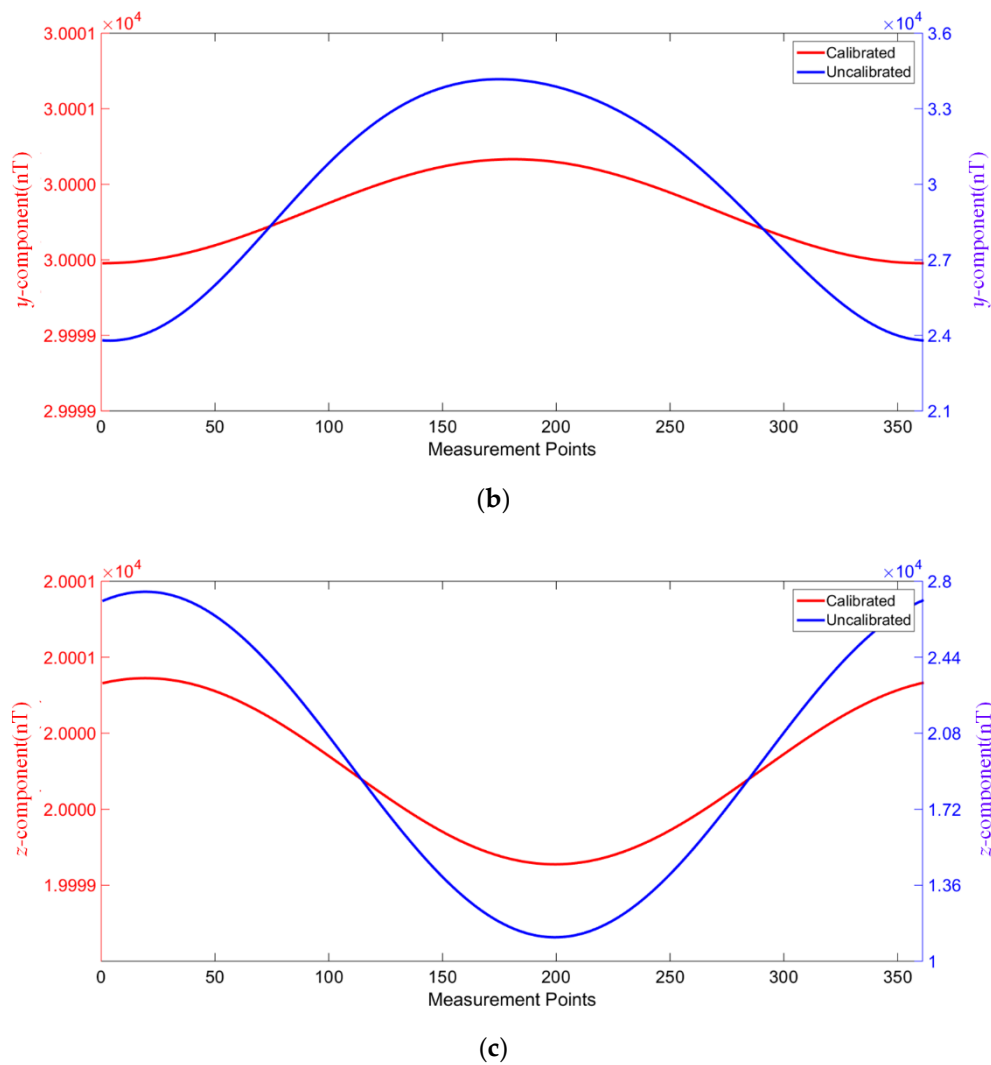 ×10⁴
×10⁴
3.0001
3.0001
3.0000
3.0000
2.9999
2.9999
y-component(nT)
3.6
3.3
3
2.7
2.4
2.1
y-component(nT)
Calibrated
Uncalibrated
0 50 100 150 200 250 300 350
Measurement Points
(b)
×10⁴
×10⁴
2.0001
2.0001
2.0000
2.0000
1.9999
z-component(nT)
2.8
2.44
2.08
1.72
1.36
1
z-component(nT)
Calibrated
Uncalibrated
0 50 100 150 200 250 300 350
Measurement Points
(c)